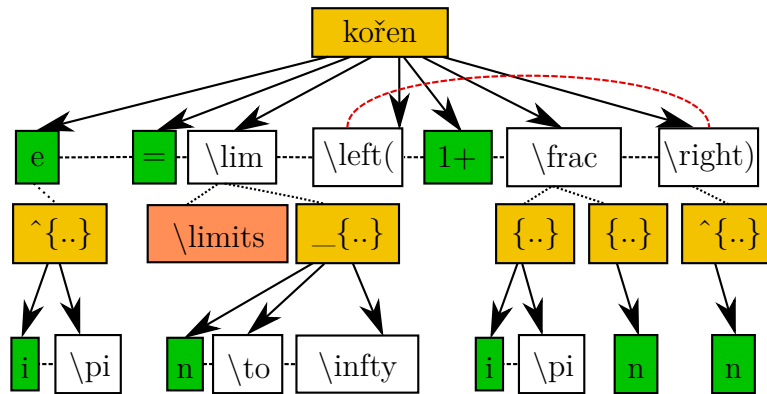 kořen
e = \lim \left( 1+ \frac \right)
^{..} \limits _{..} {..} {..} ^{..}
i \pi n \to \infty i \pi n n